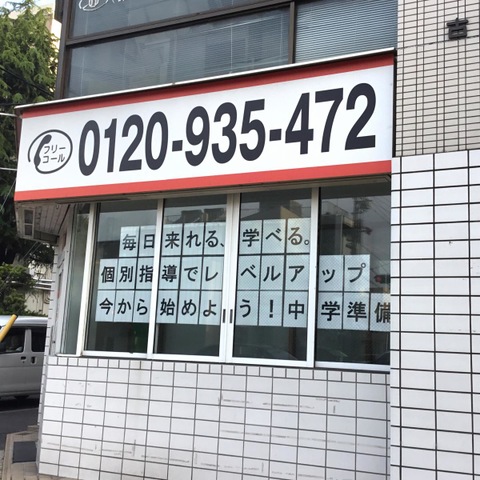 フリー
コール
0120-935-472
毎日来れる、学べる。
個別指導でレベルアップ
今から始めよう!中学準備